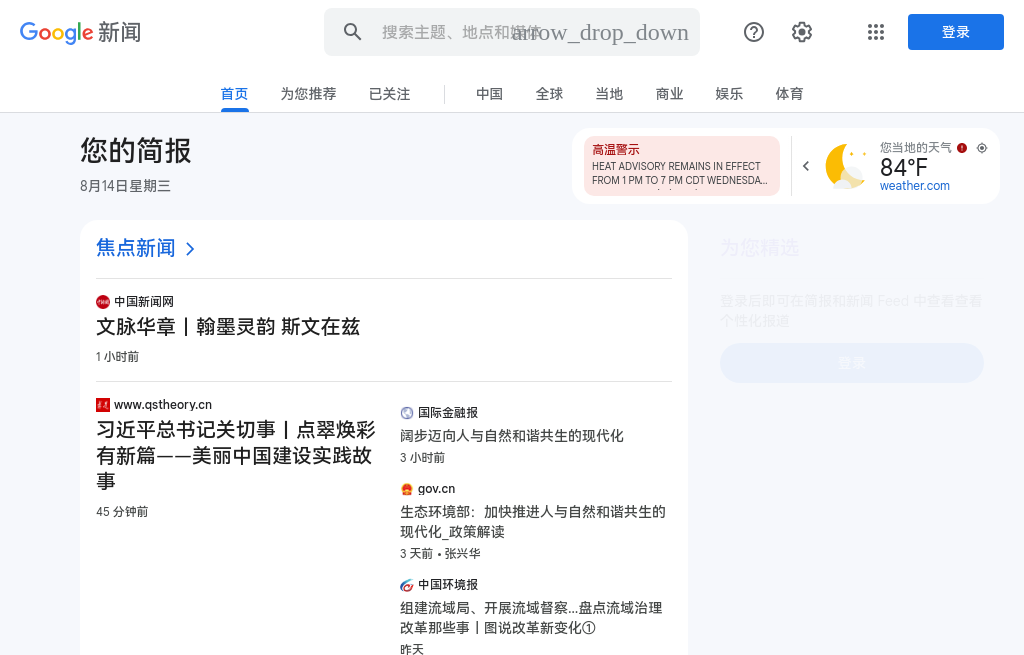 Google 新闻
搜索主题、地点和媒体
arrow_drop_down
登录
首页
为您推荐
已关注
中国
全球
当地
商业
娱乐
体育
您的简报
8月14日星期三
高温警示
HEAT ADVISORY REMAINS IN EFFECT
FROM 1 PM TO 7 PM CDT WEDNESDA...
您当地的天气
84°F
weather.com
焦点新闻
中国新闻网
文脉华章丨翰墨灵韵 斯文在兹
1 小时前
www.qstheory.cn
习近平总书记关切事丨点翠焕彩
有新篇——美丽中国建设实践故
事
45 分钟前
国际金融报
阔步迈向人与自然和谐共生的现代化
3 小时前
gov.cn
生态环境部：加快推进人与自然和谐共生的
现代化_政策解读
3 天前 • 张兴华
中国环境报
组建流域局、开展流域督察...盘点流域治理
改革那些事丨图说改革新变化①
昨天
为您精选
登录后即可在简报和新闻 Feed 中查看查看
个性化报道
登录